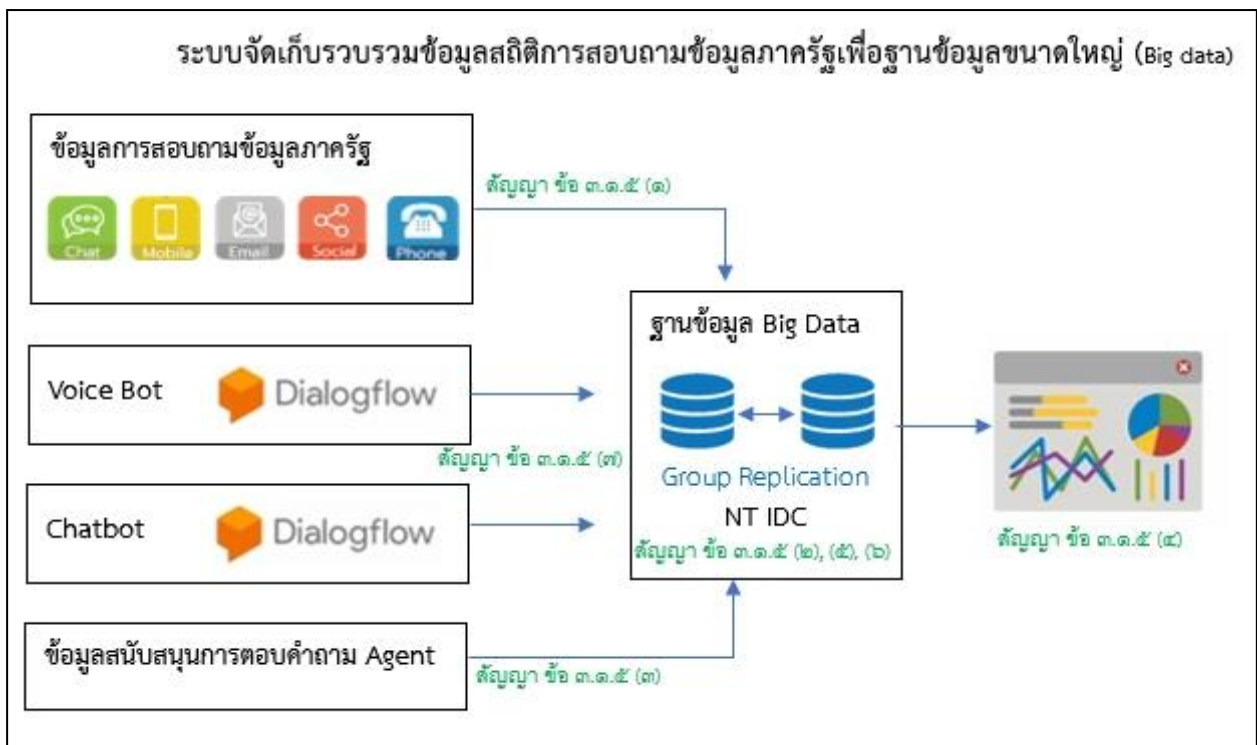 ระบบจัดเก็บรวบรวมข้อมูลสถิติการสอบถามข้อมูลภาครัฐเพื่อฐานข้อมูลขนาดใหญ่ (Big data)
ข้อมูลการสอบถามข้อมูลภาครัฐ
Chat
Mobile
Email
Social
Phone
สัญญา ข้อ ๓.๑.๕ (๑)
Voice Bot
Dialogflow
สัญญา ข้อ ๓.๑.๕ (๗)
Chatbot
Dialogflow
ข้อมูลสนับสนุนการตอบคำถาม Agent
สัญญา ข้อ ๓.๑.๕ (๓)
ฐานข้อมูล Big Data
Group Replication
NT IDC
สัญญา ข้อ ๓.๑.๕ (๒), (๕), (๖)
สัญญา ข้อ ๓.๑.๕ (๔)